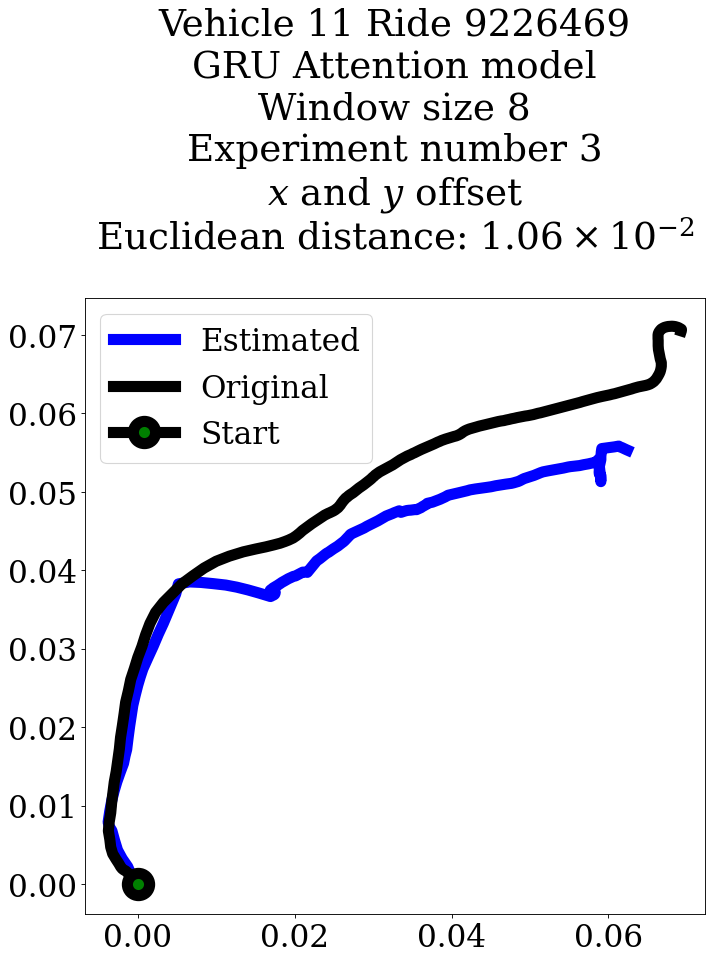 Vehicle 11 Ride 9226469
GRU Attention model
Window size 8
Experiment number 3
x and y offset
Euclidean distance: 1.06 × 10⁻²
Estimated
Original
Start
0.07
0.06
0.05
0.04
0.03
0.02
0.01
0.00
0.00 0.02 0.04 0.06